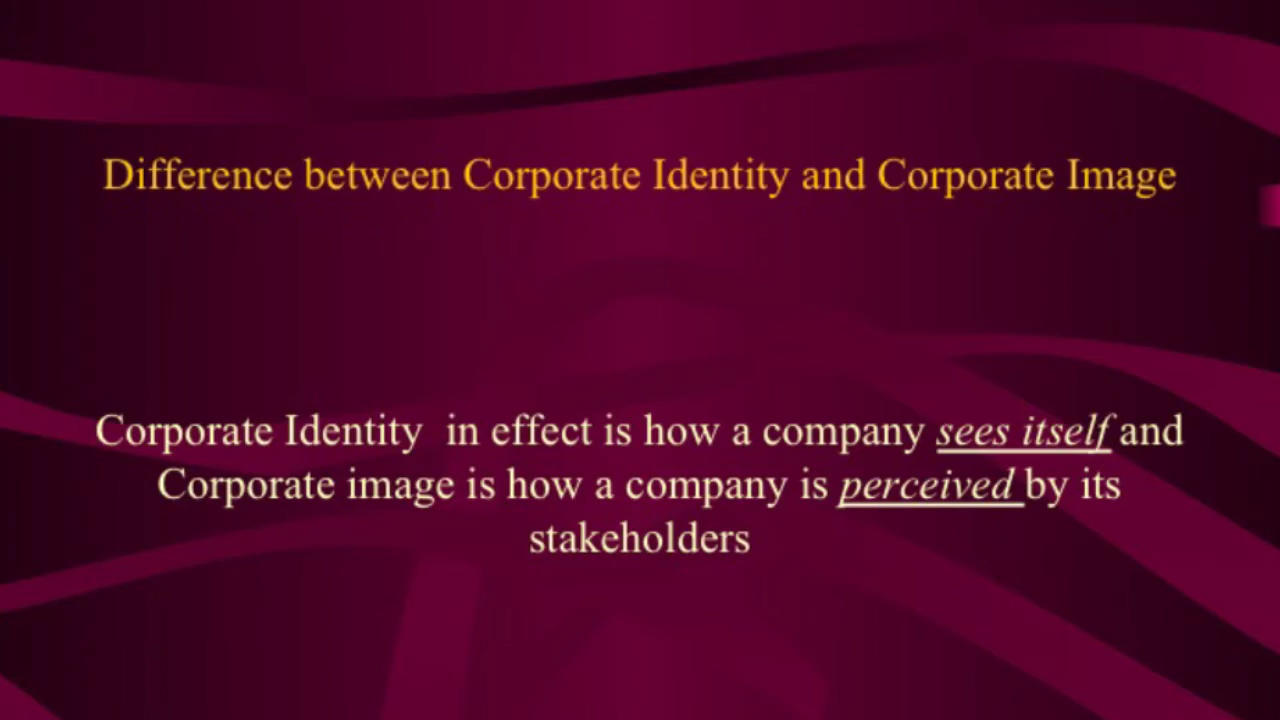 Difference between Corporate Identity and Corporate Image
Corporate Identity  in effect is how a company sees itself and
Corporate image is how a company is perceived by its
stakeholders